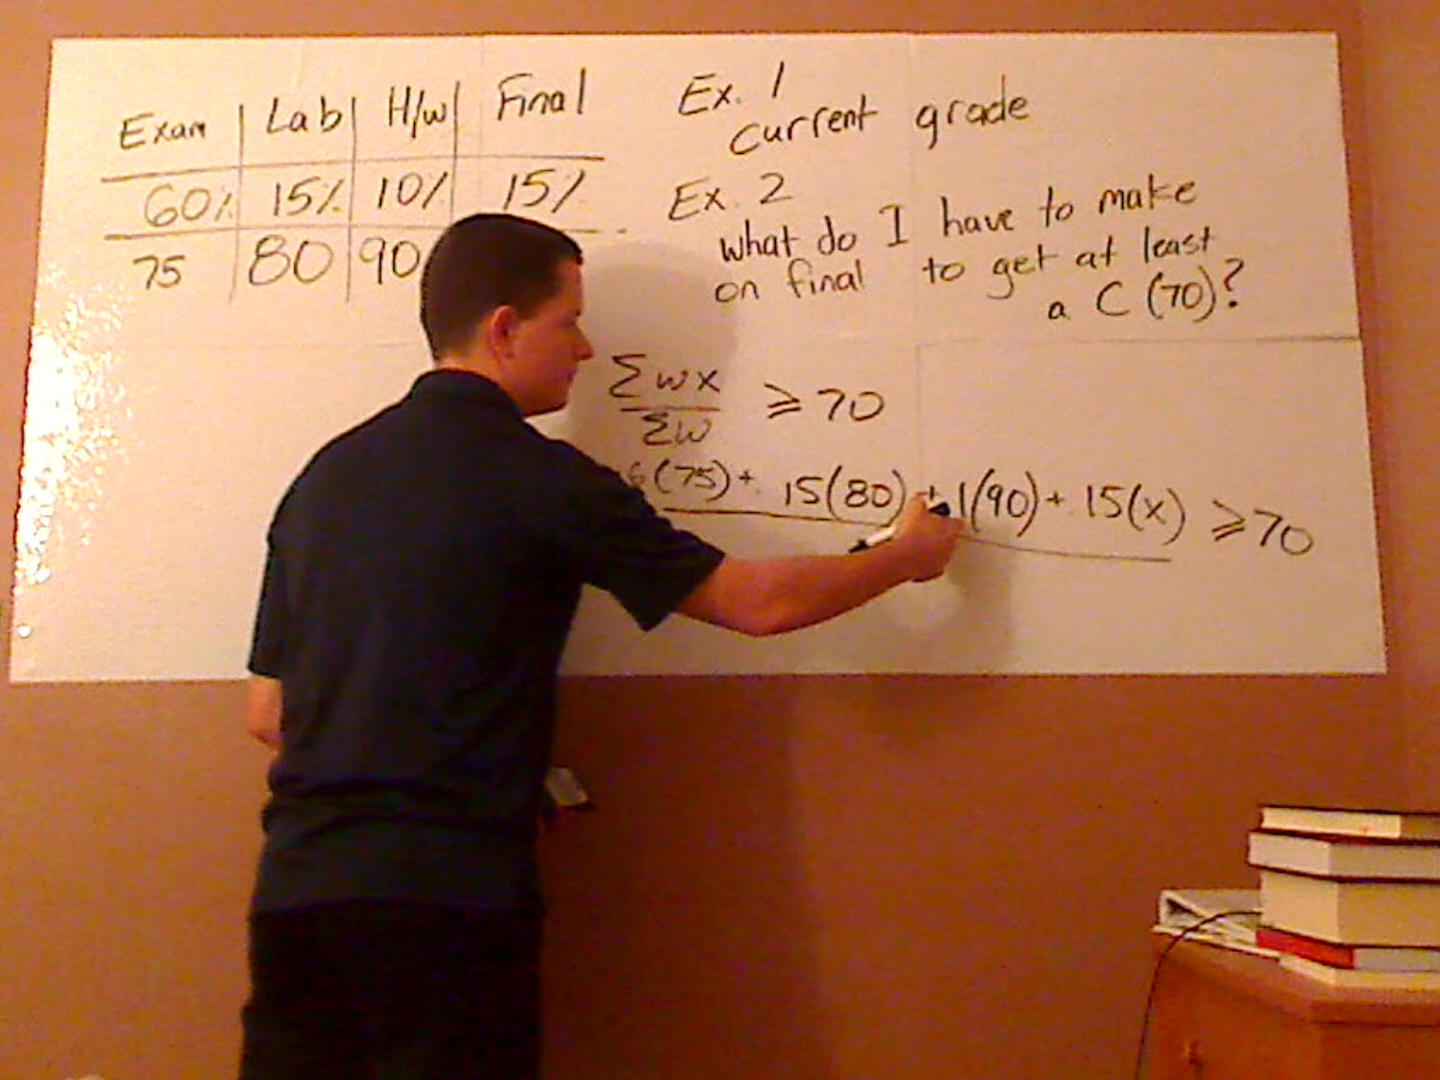 Exam Lab H/w Final
60% 15% 10% 15%
75 80 90
Ex. 1
current grade
Ex. 2
what do I have to make
on final to get at least
a C (70)?
Σwx
Σw
≥ 70
6(75) + 15(80) + 1(90) + 15(x) ≥ 70